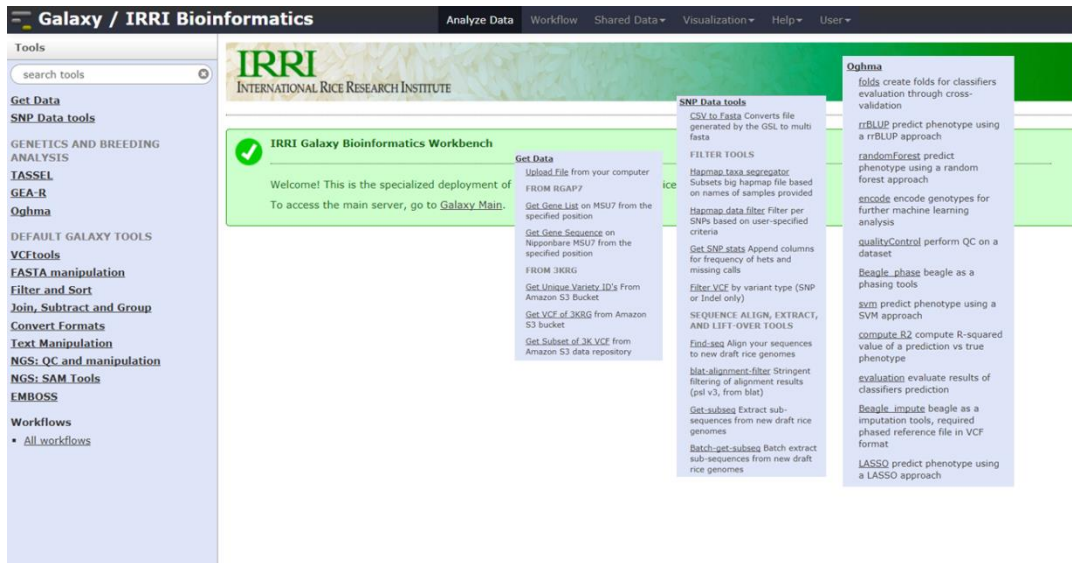 Galaxy / IRRI Bioinformatics
Analyze Data Workflow Shared Data Visualization Help User
Tools
search tools
Get Data
SNP Data tools
GENETICS AND BREEDING
ANALYSIS
TASSEL
GEA-R
Oghma
DEFAULT GALAXY TOOLS
VCFtools
FASTA manipulation
Filter and Sort
Join, Subtract and Group
Convert Formats
Text Manipulation
NGS: QC and manipulation
NGS: SAM Tools
EMBOSS
Workflows
All workflows
IRRI
INTERNATIONAL RICE RESEARCH INSTITUTE
IRRI Galaxy Bioinformatics Workbench
Welcome! This is the specialized deployment of
To access the main server, go to Galaxy Main.
Get Data
Upload File from your computer
FROM RGAP7
Get Gene List on MSU7 from the
specified position
Get Gene Sequence on
Nipponbare MSU7 from the
specified position
FROM 3KRG
Get Unique Variety ID's From
Amazon S3 Bucket
Get VCF of 3KRG from Amazon
S3 bucket
Get Subset of 3K VCF from
Amazon S3 data repository
SNP Data tools
CSV to Fasta Converts file
generated by the GSL to multi
fasta
FILTER TOOLS
Hapmap taxa segregator
Subsets big hapmap file based
on names of samples provided
Hapmap data filter Filter per
SNPs based on user-specified
criteria
Get SNP stats Append columns
for frequency of hets and
missing calls
Filter VCF by variant type (SNP
or Indel only)
SEQUENCE ALIGN, EXTRACT,
AND LIFT-OVER TOOLS
Find-seq Align your sequences
to new draft rice genomes
blat-alignment-filter Stringent
filtering of alignment results
(psl v3, from blat)
Get-subseq Extract sub-
sequences from new draft rice
genomes
Batch-get-subseq Batch extract
sub-sequences from new draft
rice genomes
Oghma
folds create folds for classifiers
evaluation through cross-
validation
rrBLUP predict phenotype using
a rrBLUP approach
randomForest predict
phenotype using a random
forest approach
encode encode genotypes for
further machine learning
analysis
qualityControl perform QC on a
dataset
Beagle_phase beagle as a
phasing tools
svm predict phenotype using a
SVM approach
compute R2 compute R-squared
value of a prediction vs true
phenotype
evaluation evaluate results of
classifiers prediction
Beagle_impute beagle as a
imputation tools, required
phased reference file in VCF
format
LASSO predict phenotype using
a LASSO approach